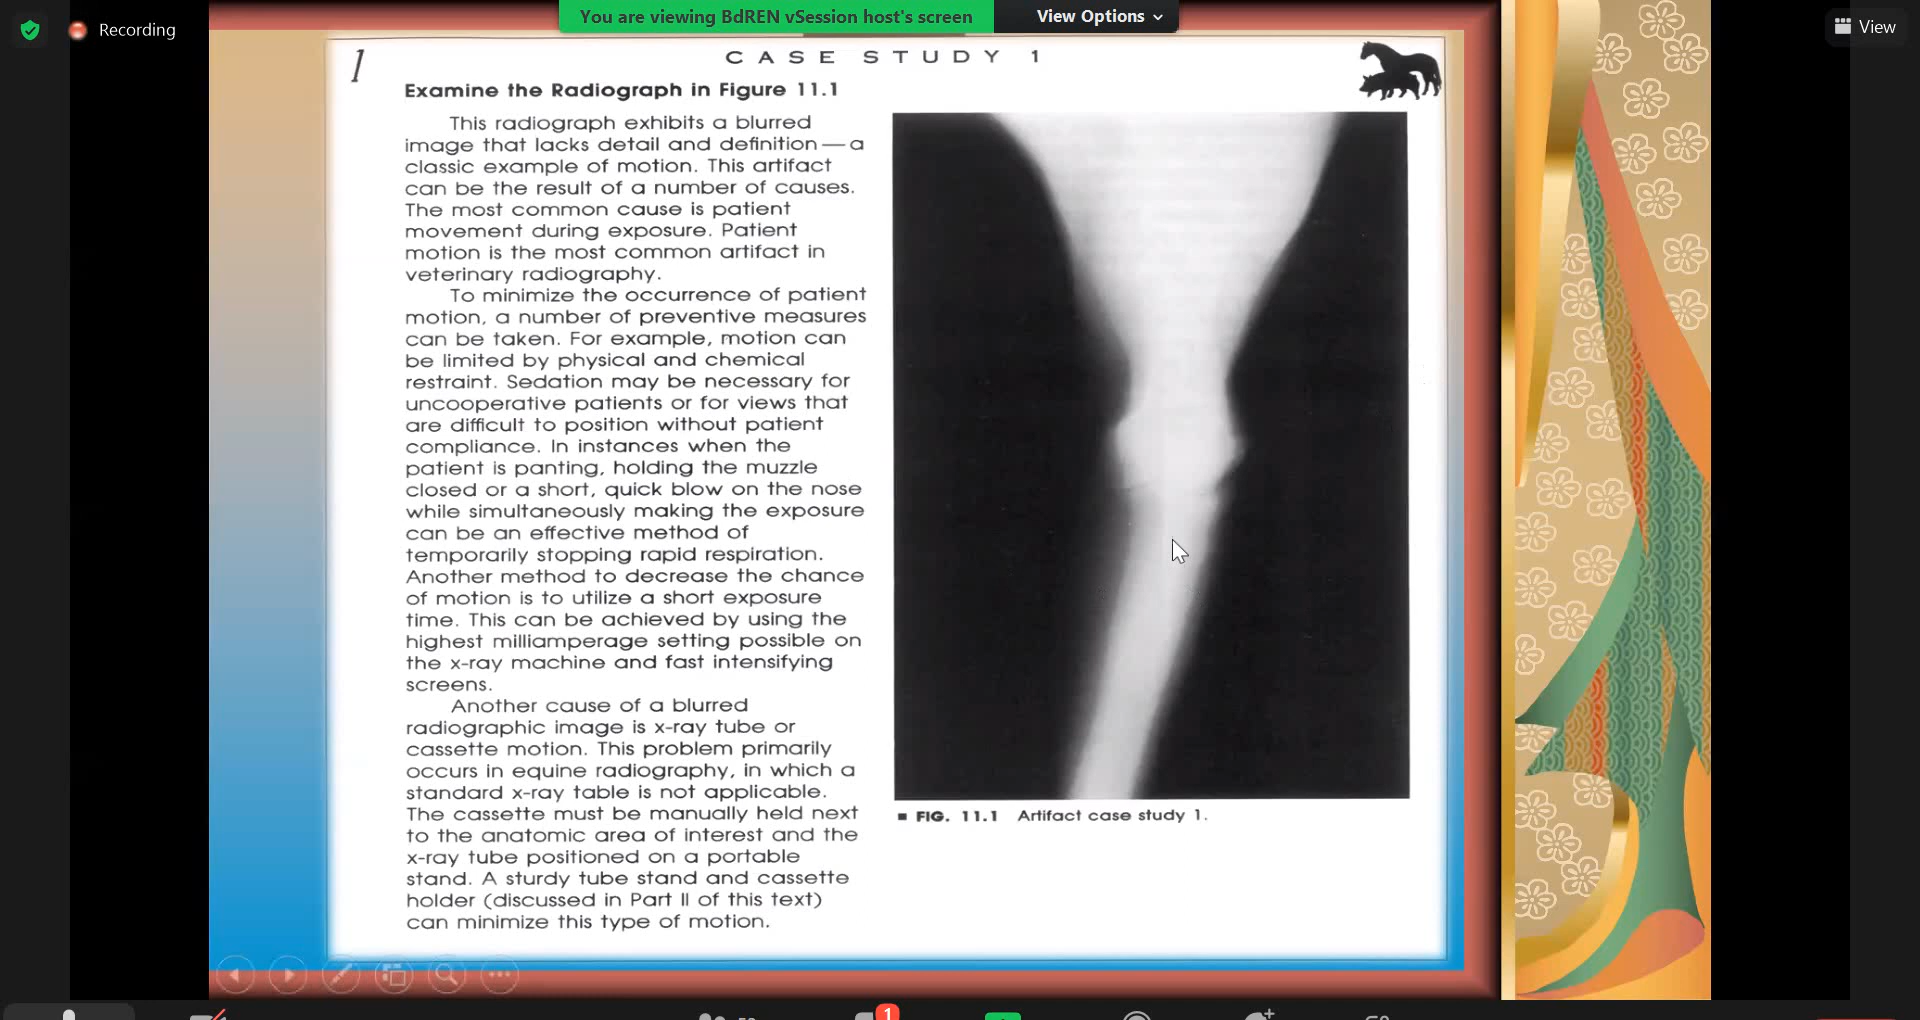 You are viewing BdREN vSession host's screen
View Options
Recording
View
1
CASE STUDY 1
Examine the Radiograph in Figure 11.1
This radiograph exhibits a blurred
image that lacks detail and definition — a
classic example of motion. This artifact
can be the result of a number of causes.
The most common cause is patient
movement during exposure. Patient
motion is the most common artifact in
veterinary radiography.
To minimize the occurrence of patient
motion, a number of preventive measures
can be taken. For example, motion can
be limited by physical and chemical
restraint. Sedation may be necessary for
uncooperative patients or for views that
are difficult to position without patient
compliance. In instances when the
patient is panting, holding the muzzle
closed or a short, quick blow on the nose
while simultaneously making the exposure
can be an effective method of
temporarily stopping rapid respiration.
Another method to decrease the chance
of motion is to utilize a short exposure
time. This can be achieved by using the
highest milliamperage setting possible on
the x-ray machine and fast intensifying
screens.
Another cause of a blurred
radiographic image is x-ray tube or
cassette motion. This problem primarily
occurs in equine radiography, in which a
standard x-ray table is not applicable.
The cassette must be manually held next
to the anatomic area of interest and the
x-ray tube positioned on a portable
stand. A sturdy tube stand and cassette
holder (discussed in Part II of this text)
can minimize this type of motion.
■ FIG. 11.1 Artifact case study 1.
1